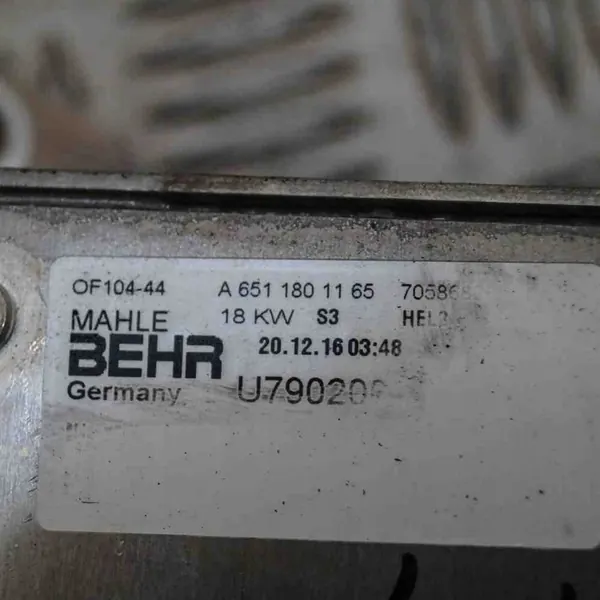 OF104-44 A 651 180 11 65
MAHLE 18 KW S3
BEHR 20.12.16 03:48
Germany